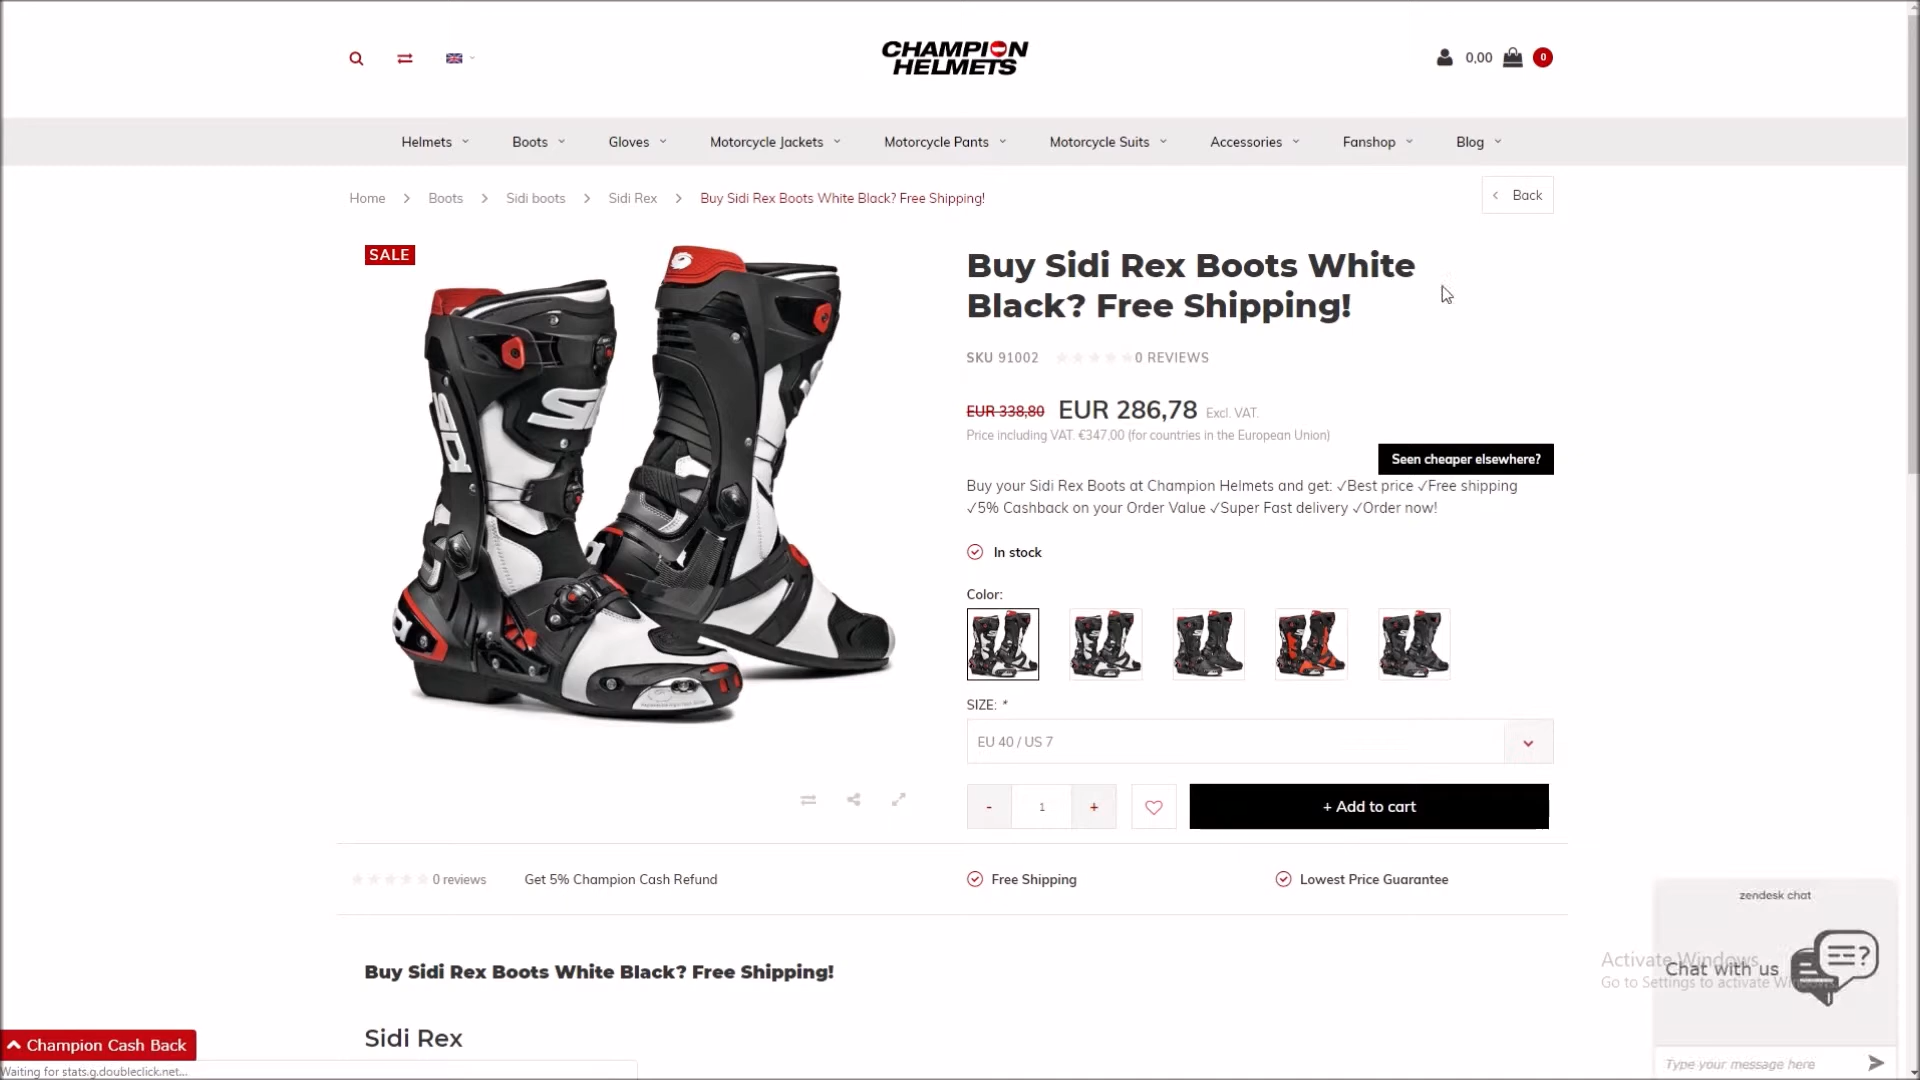 CHAMPION
HELMETS
0,00
0
Helmets
Boots
Gloves
Motorcycle Jackets
Motorcycle Pants
Motorcycle Suits
Accessories
Fanshop
Blog
Home
Boots
Sidi boots
Sidi Rex
Buy Sidi Rex Boots White Black? Free Shipping!
Back
SALE
Buy Sidi Rex Boots White
Black? Free Shipping!
SKU 91002
0 REVIEWS
EUR 338,80
EUR 286,78 Excl. VAT.
Price including VAT. €347,00 (for countries in the European Union)
Seen cheaper elsewhere?
Buy your Sidi Rex Boots at Champion Helmets and get: ✓Best price ✓Free shipping
✓5% Cashback on your Order Value ✓Super Fast delivery ✓Order now!
In stock
Color:
SIZE: *
EU 40 / US 7
-
1
+
+ Add to cart
0 reviews
Get 5% Champion Cash Refund
Free Shipping
Lowest Price Guarantee
zendesk chat
Buy Sidi Rex Boots White Black? Free Shipping!
Activate Windows
Chat with us
Go to Settings to activate
Sidi Rex
Champion Cash Back
Type your message here
Waiting for stats.g.doubleclick.net...